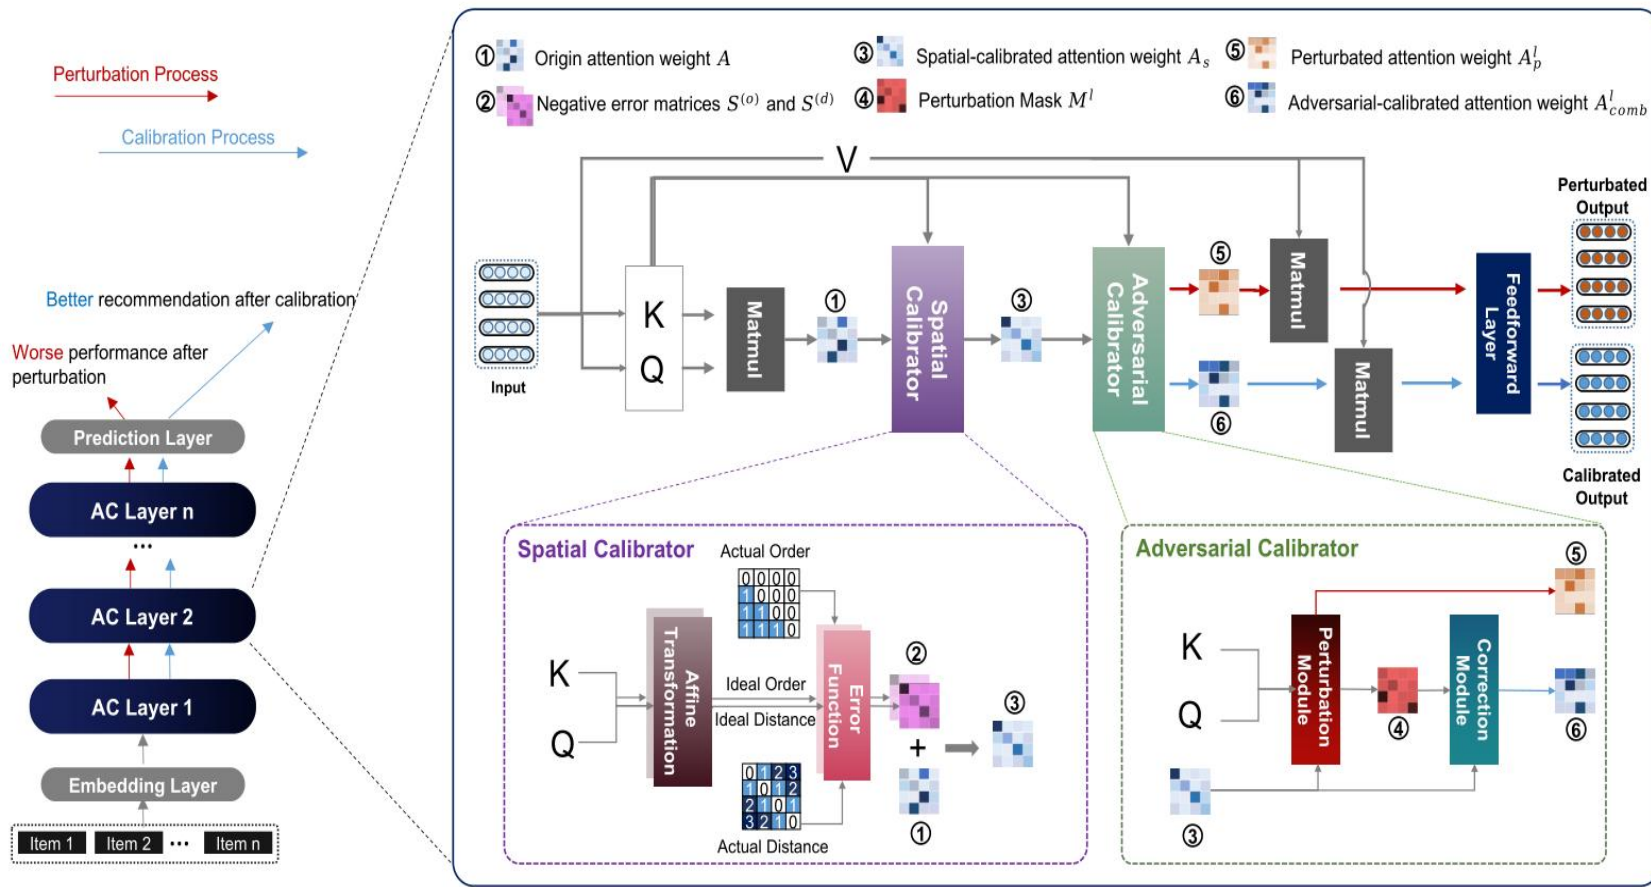 Perturbation Process
Calibration Process
Better recommendation after calibration
Worse performance after
perturbation
Prediction Layer
AC Layer n
...
AC Layer 2
AC Layer 1
Embedding Layer
Item 1 Item 2 ... Item n
① Origin attention weight A
② Negative error matrices S^(o) and S^(d)
③ Spatial-calibrated attention weight A_s
④ Perturbation Mask M^l
⑤ Perturbated attention weight A_p^l
⑥ Adversarial-calibrated attention weight A_comb^l
V
Input
K
Q
Matmul
①
Spatial
Calibrator
③
Adversarial
Calibrator
⑤
⑥
Matmul
Matmul
Feedforward
Layer
Perturbated
Output
Calibrated
Output
Spatial Calibrator
Actual Order
0 0 0 0
1 0 0 0
1 1 0 0
1 1 1 0
K
Q
Affine
Transformation
Ideal Order
Ideal Distance
Error
Function
②
+
①
③
0 1 2 3
1 0 1 2
2 1 0 1
3 2 1 0
Actual Distance
Adversarial Calibrator
K
Q
③
Perturbation
Module
④
Correction
Module
⑤
⑥